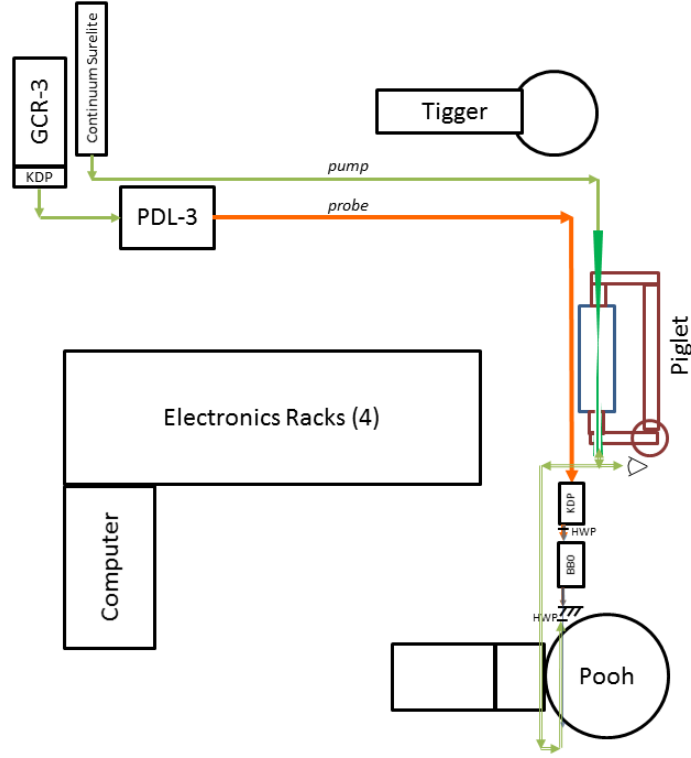 GCR-3
KDP
Continuum Surelite
Tigger
pump
PDL-3
probe
Piglet
Electronics Racks (4)
Computer
KDP
HWP
BBO
HWP
Pooh